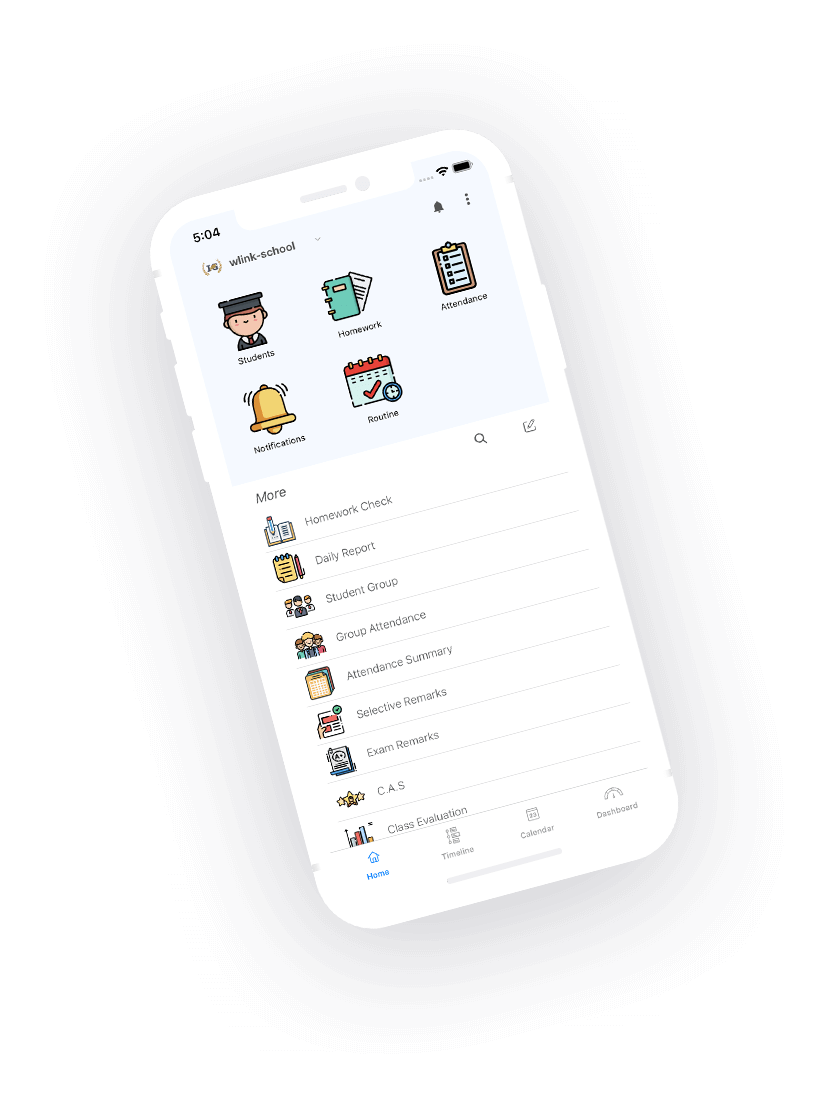 5:04
wlink-school
Students
Homework
Attendance
Notifications
Routine
More
Homework Check
Daily Report
Student Group
Group Attendance
Attendance Summary
Selective Remarks
Exam Remarks
C.A.S
Class Evaluation
Home
Timeline
Calendar
Dashboard